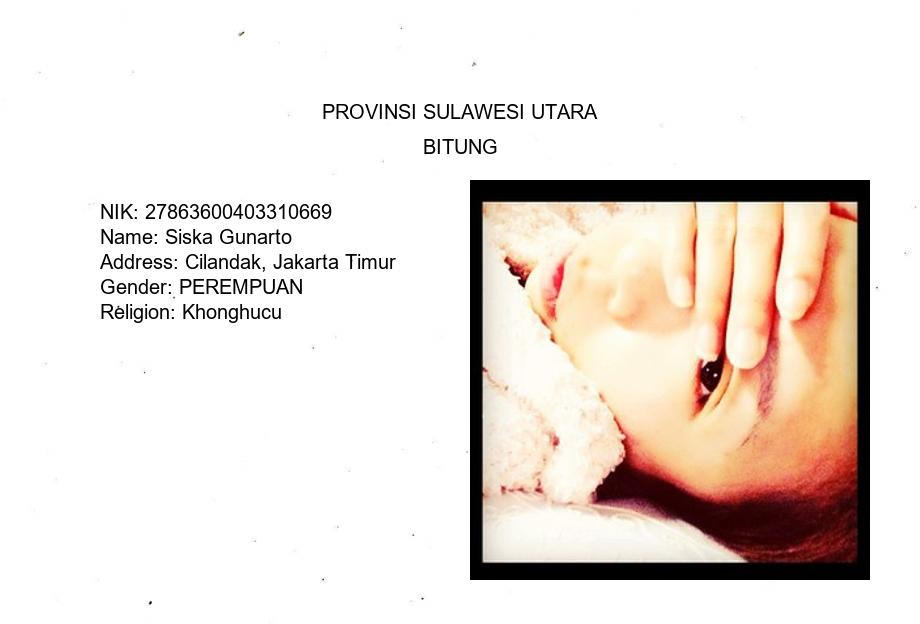 PROVINSI SULAWESI UTARA
BITUNG
NIK: 27863600403310669
Name: Siska Gunarto
Address: Cilandak, Jakarta Timur
Gender: PEREMPUAN
Religion: Khonghucu